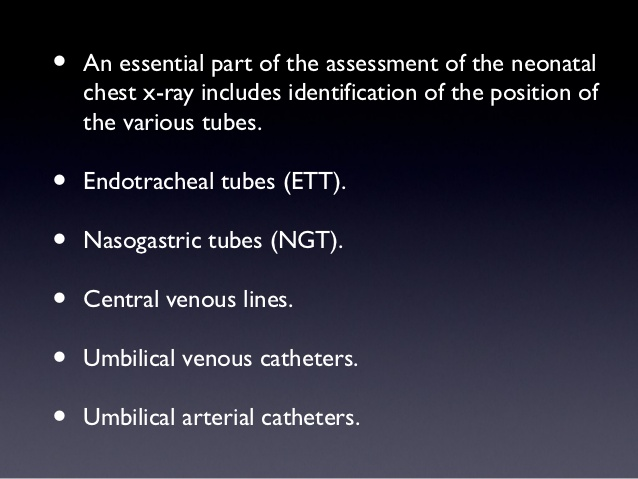 • An essential part of the assessment of the neonatal
chest x-ray includes identification of the position of
the various tubes.
• Endotracheal tubes (ETT).
• Nasogastric tubes (NGT).
• Central venous lines.
• Umbilical venous catheters.
• Umbilical arterial catheters.